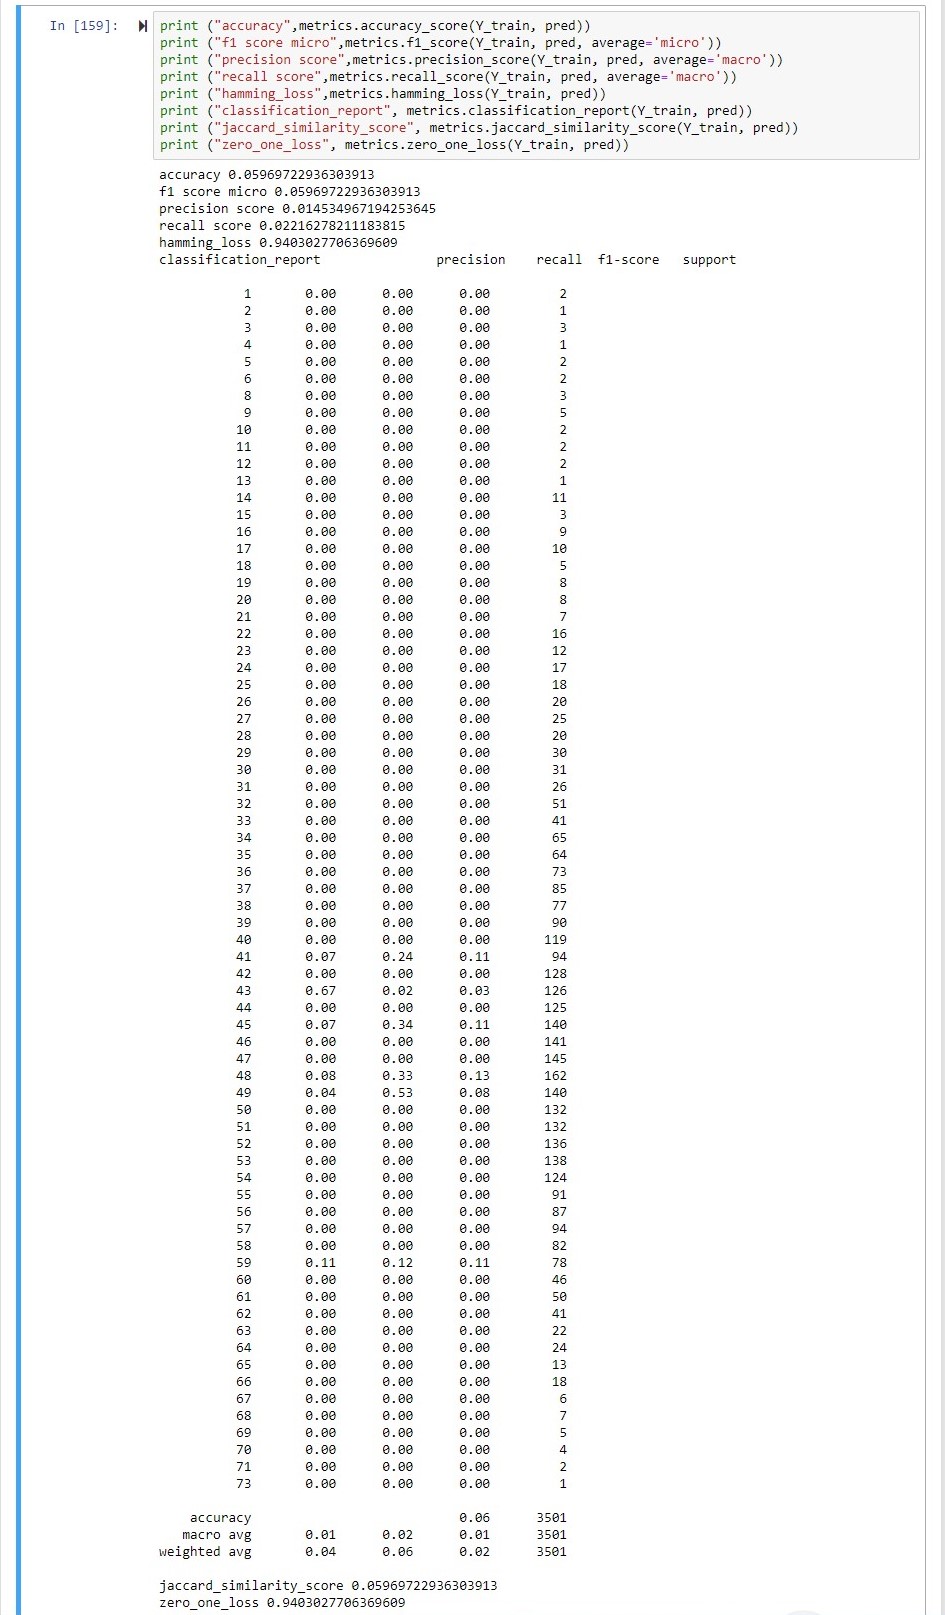 In [159]:
print ("accuracy",metrics.accuracy_score(Y_train, pred))
print ("f1 score micro",metrics.f1_score(Y_train, pred, average='micro'))
print ("precision score",metrics.precision_score(Y_train, pred, average='macro'))
print ("recall score",metrics.recall_score(Y_train, pred, average='macro'))
print ("hamming_loss",metrics.hamming_loss(Y_train, pred))
print ("classification_report", metrics.classification_report(Y_train, pred))
print ("jaccard_similarity_score", metrics.jaccard_similarity_score(Y_train, pred))
print ("zero_one_loss", metrics.zero_one_loss(Y_train, pred))
accuracy 0.05969722936303913
f1 score micro 0.05969722936303913
precision score 0.014534967194253645
recall score 0.02216278211183815
hamming_loss 0.9403027706369609
classification_report precision recall f1-score support
1 0.00 0.00 0.00 2
2 0.00 0.00 0.00 1
3 0.00 0.00 0.00 3
4 0.00 0.00 0.00 1
5 0.00 0.00 0.00 2
6 0.00 0.00 0.00 2
8 0.00 0.00 0.00 3
9 0.00 0.00 0.00 5
10 0.00 0.00 0.00 2
11 0.00 0.00 0.00 2
12 0.00 0.00 0.00 2
13 0.00 0.00 0.00 1
14 0.00 0.00 0.00 11
15 0.00 0.00 0.00 3
16 0.00 0.00 0.00 9
17 0.00 0.00 0.00 10
18 0.00 0.00 0.00 5
19 0.00 0.00 0.00 8
20 0.00 0.00 0.00 8
21 0.00 0.00 0.00 7
22 0.00 0.00 0.00 16
23 0.00 0.00 0.00 12
24 0.00 0.00 0.00 17
25 0.00 0.00 0.00 18
26 0.00 0.00 0.00 20
27 0.00 0.00 0.00 25
28 0.00 0.00 0.00 20
29 0.00 0.00 0.00 30
30 0.00 0.00 0.00 31
31 0.00 0.00 0.00 26
32 0.00 0.00 0.00 51
33 0.00 0.00 0.00 41
34 0.00 0.00 0.00 65
35 0.00 0.00 0.00 64
36 0.00 0.00 0.00 73
37 0.00 0.00 0.00 85
38 0.00 0.00 0.00 77
39 0.00 0.00 0.00 90
40 0.00 0.00 0.00 119
41 0.07 0.24 0.11 94
42 0.00 0.00 0.00 128
43 0.67 0.02 0.03 126
44 0.00 0.00 0.00 125
45 0.07 0.34 0.11 140
46 0.00 0.00 0.00 141
47 0.00 0.00 0.00 145
48 0.08 0.33 0.13 162
49 0.04 0.53 0.08 140
50 0.00 0.00 0.00 132
51 0.00 0.00 0.00 132
52 0.00 0.00 0.00 136
53 0.00 0.00 0.00 138
54 0.00 0.00 0.00 124
55 0.00 0.00 0.00 91
56 0.00 0.00 0.00 87
57 0.00 0.00 0.00 94
58 0.00 0.00 0.00 82
59 0.11 0.12 0.11 78
60 0.00 0.00 0.00 46
61 0.00 0.00 0.00 50
62 0.00 0.00 0.00 41
63 0.00 0.00 0.00 22
64 0.00 0.00 0.00 24
65 0.00 0.00 0.00 13
66 0.00 0.00 0.00 18
67 0.00 0.00 0.00 6
68 0.00 0.00 0.00 7
69 0.00 0.00 0.00 5
70 0.00 0.00 0.00 4
71 0.00 0.00 0.00 2
73 0.00 0.00 0.00 1
accuracy 0.06 3501
macro avg 0.01 0.02 0.01 3501
weighted avg 0.04 0.06 0.02 3501
jaccard_similarity_score 0.05969722936303913
zero_one_loss 0.9403027706369609